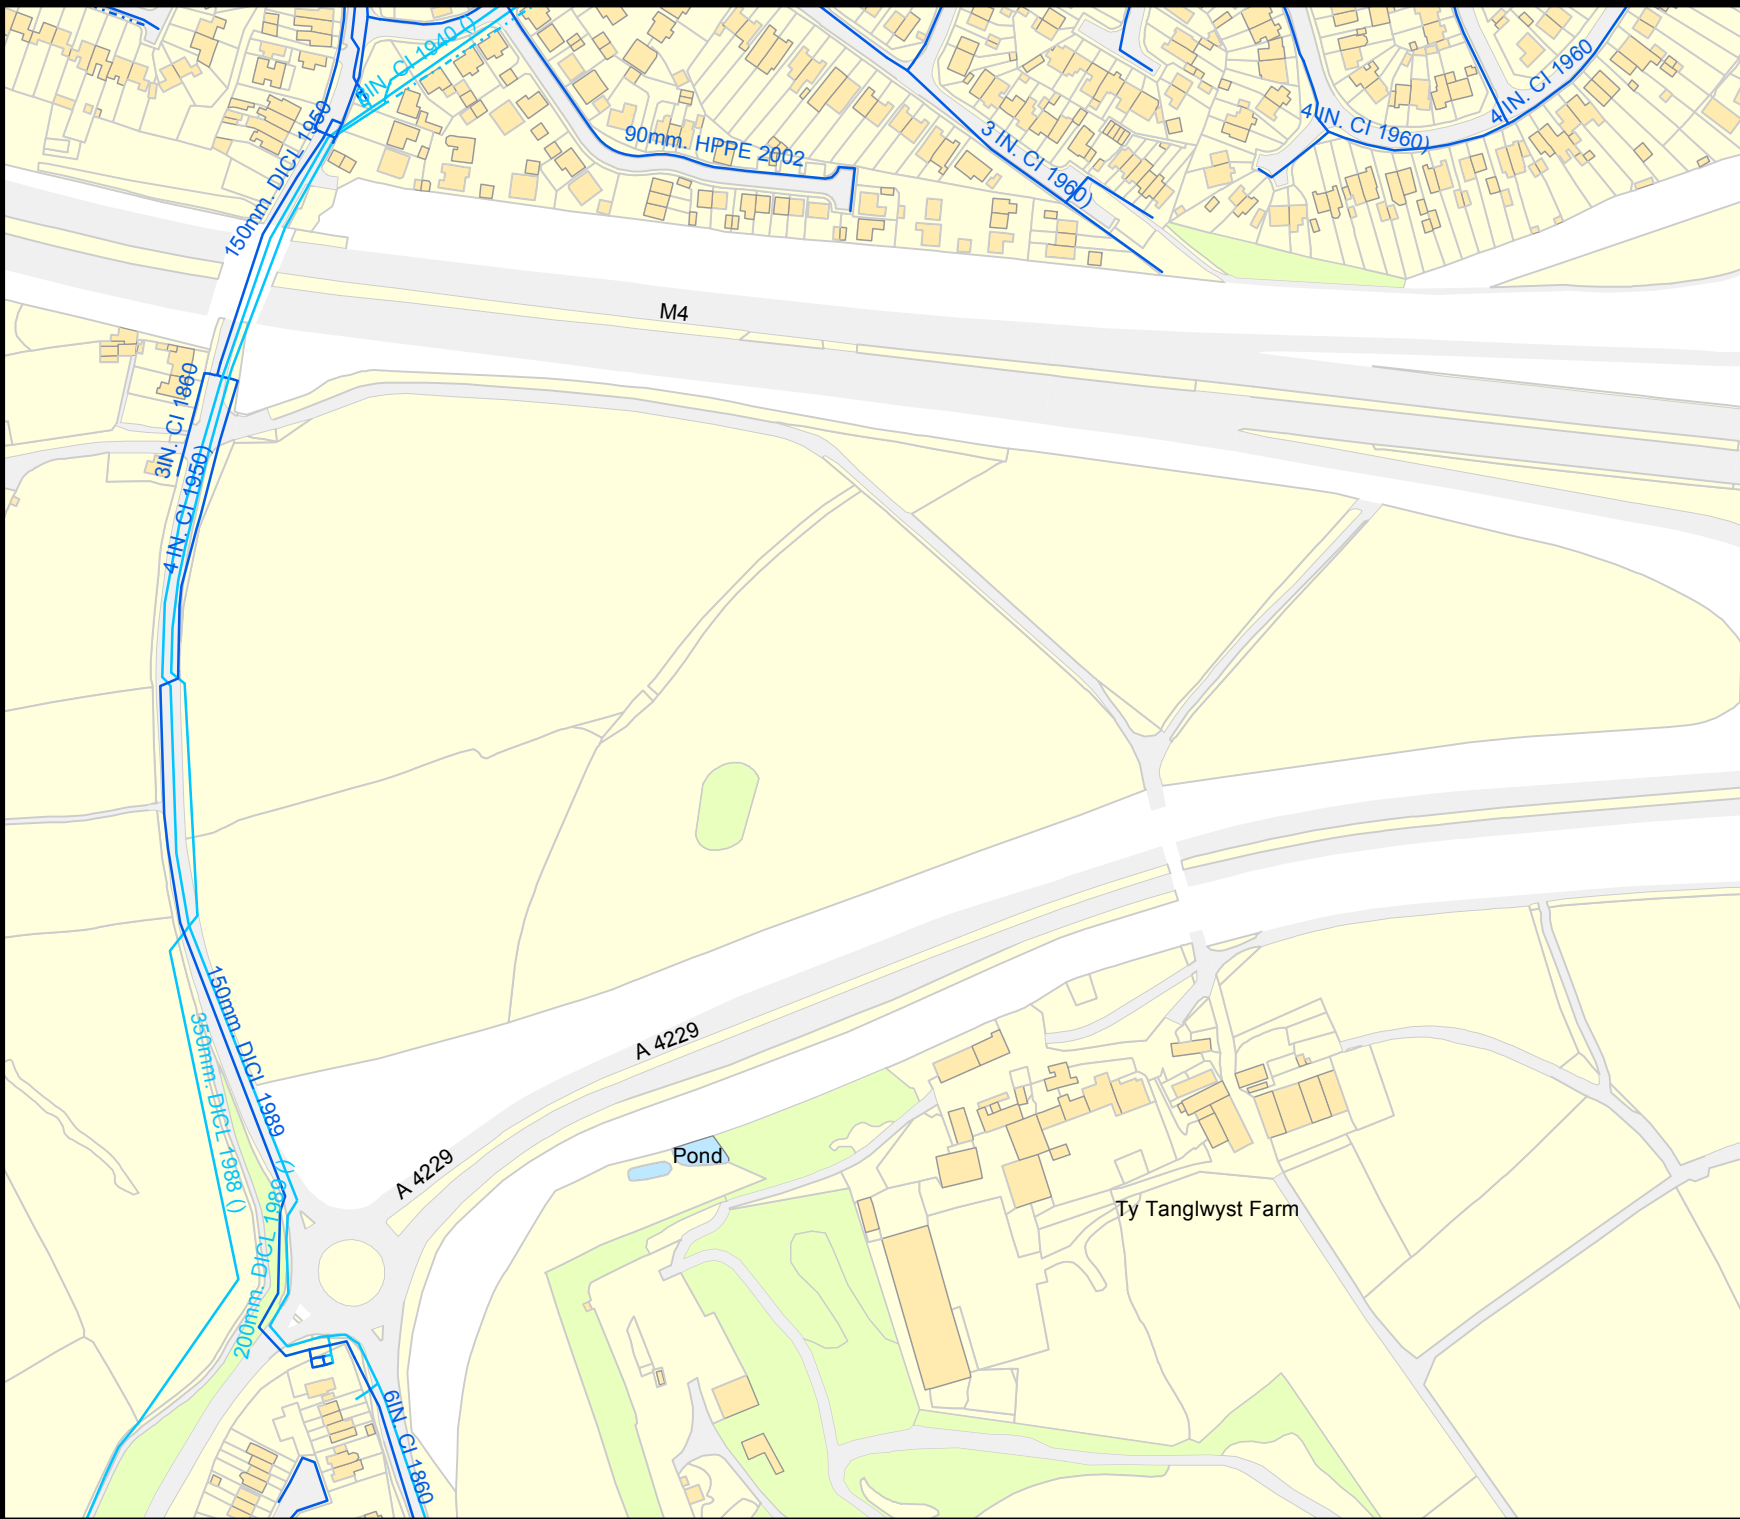 9IN. CI 1940 ()
4 IN. CI 1960
4 IN. CI 1960)
150mm. DICL 1950
90mm. HPPE 2002
3 IN. CI 1960)
M4
3IN. CI 1860
4 IN. CI 1950)
150mm. DICL 1989
350mm. DICL 1988 ()
A 4229
A 4229
Pond
200mm. DICL 1989 ()
Ty Tanglwyst Farm
6IN. CI 1860